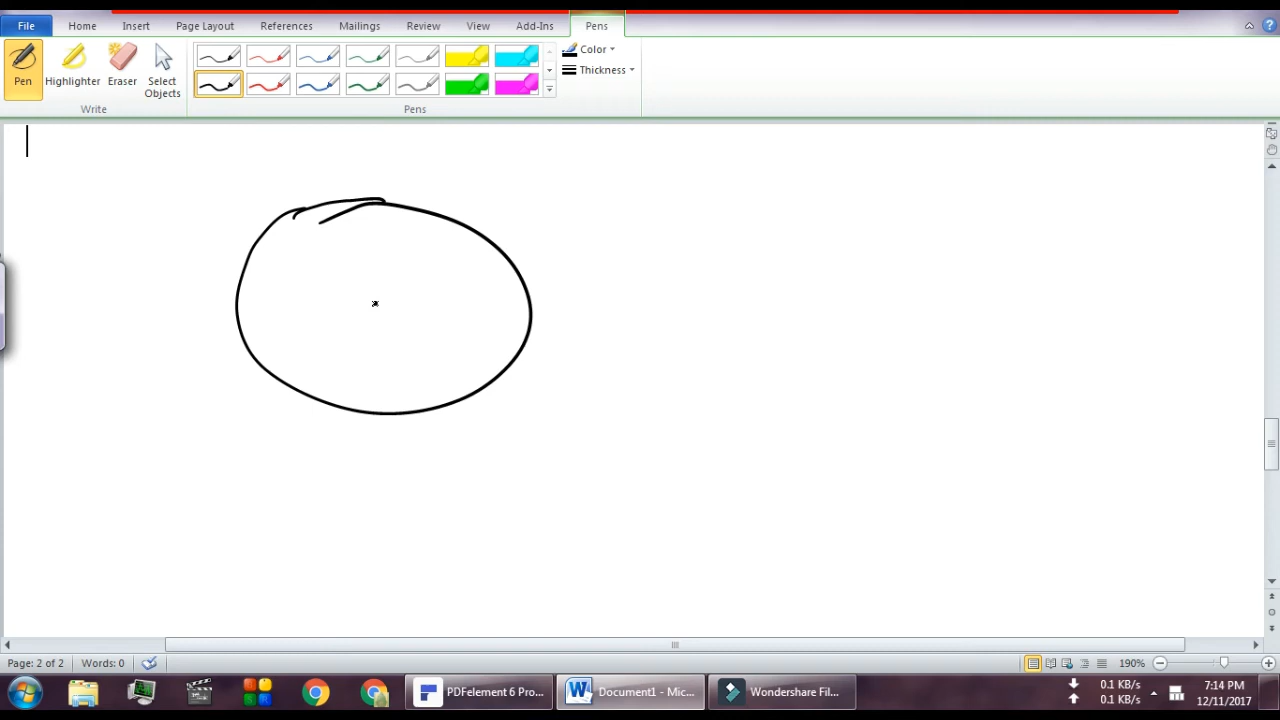 File Home Insert Page Layout References Mailings Review View Add-Ins Pens
Pen Highlighter Eraser Select Objects
Color
Thickness
Write Pens
Page: 2 of 2 Words: 0 190%
PDFelement 6 Pro... Document1 - Mic... Wondershare Fil...
0.1 KB/s
0.1 KB/s
7:14 PM
12/11/2017